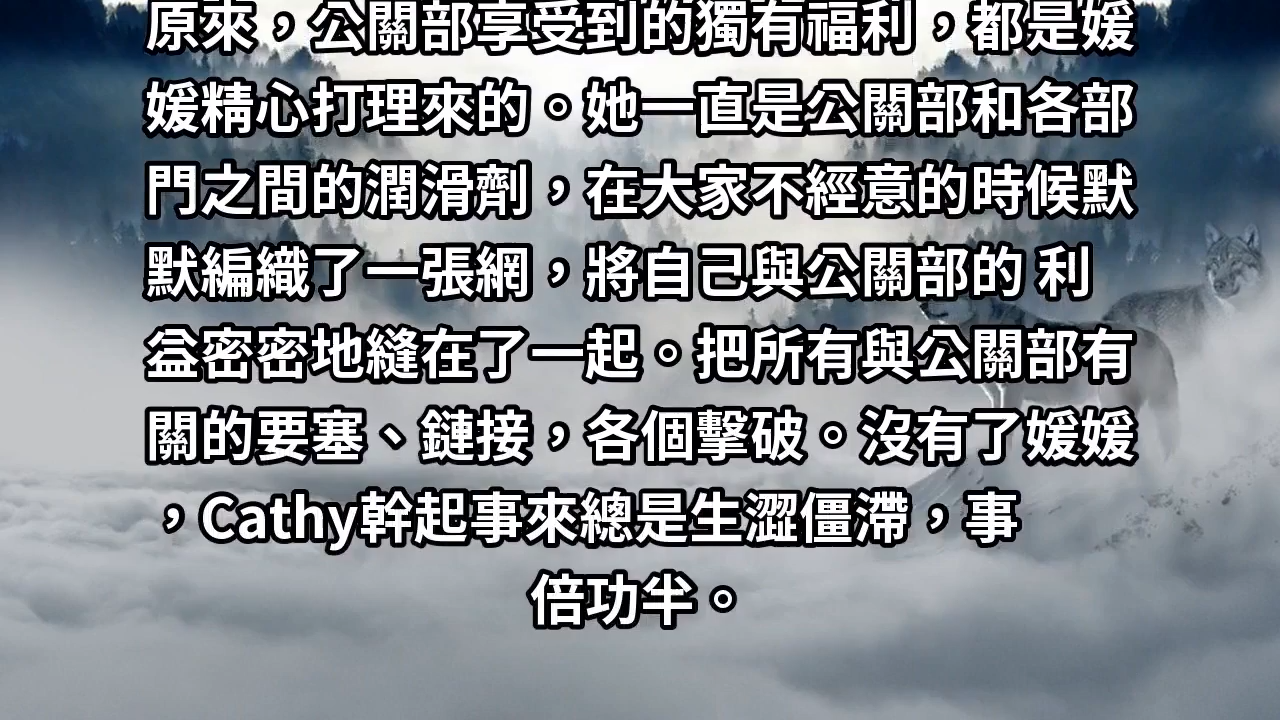 原來，公關部享受到的獨有福利，都是媛
媛精心打理來的。她一直是公關部和各部
門之間的潤滑劑，在大家不經意的時候默
默編織了一張網，將自己與公關部的 利
益密密地縫在了一起。把所有與公關部有
關的要塞、鏈接，各個擊破。沒有了媛媛
，Cathy幹起事來總是生澀僵滯，事
倍功半。